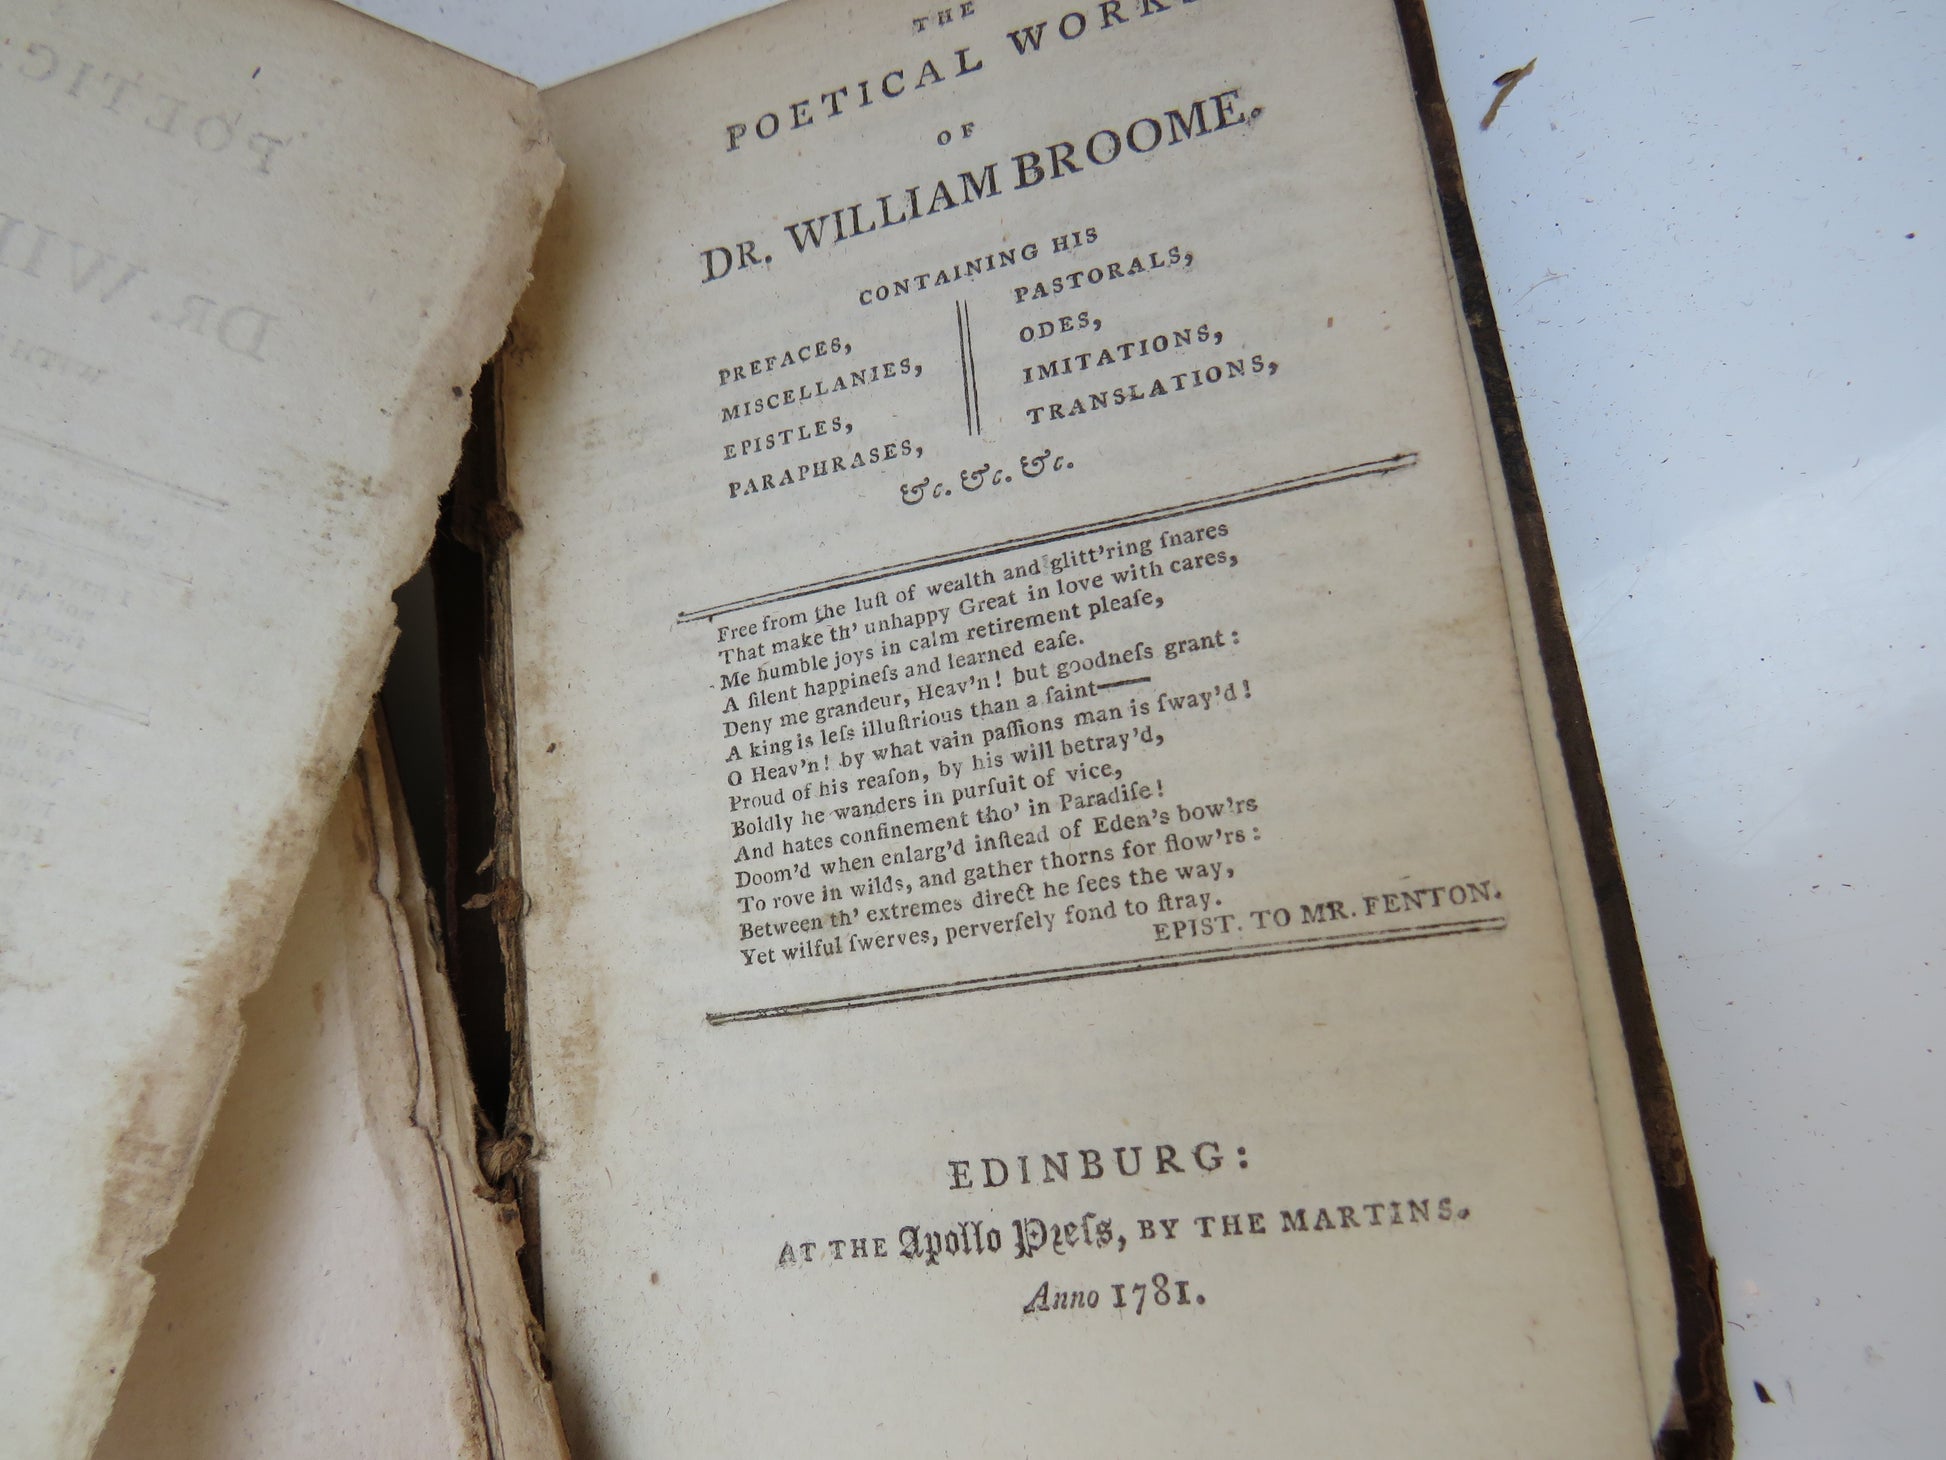 THE
POETICAL WORKS
OF
DR. WILLIAM BROOME.
CONTAINING HIS
PREFACES,
MISCELLANIES,
EPISTLES,
PARAPHRASES,
PASTORALS,
ODES,
IMITATIONS,
TRANSLATIONS,
&c. &c. &c.
Free from the luſt of wealth and glitt'ring ſnares
That make th' unhappy Great in love with cares,
Me humble joys in calm retirement pleaſe,
A ſilent happineſs and learned eaſe.
Deny me grandeur, Heav'n! but goodneſs grant:
A king is leſs illuſtrious than a ſaint—
O Heav'n! by what vain paſſions man is ſway'd!
Proud of his reaſon, by his will betray'd,
Boldly he wanders in purſuit of vice,
And hates confinement tho' in Paradiſe!
Doom'd when enlarg'd inſtead of Eden's bow'rs
To rove in wilds, and gather thorns for flow'rs:
Between th' extremes direct he ſees the way,
Yet wilful ſwerves, perverſely fond to ſtray.
EPIST. TO MR. FENTON.
EDINBURG:
AT THE Apollo Preſs, BY THE MARTINS.
Anno 1781.